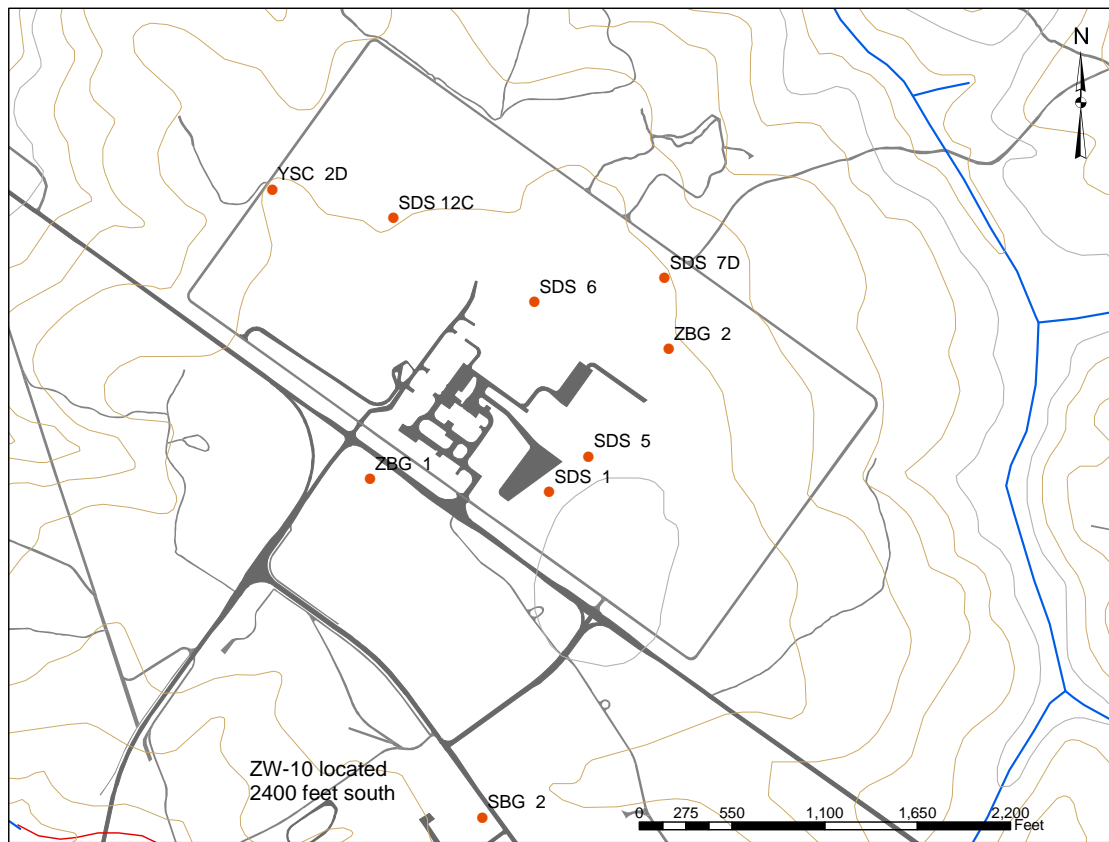 N
YSC 2D
SDS 12C
SDS 7D
SDS 6
ZBG 2
SDS 5
ZBG 1
SDS 1
ZW-10 located
2400 feet south
SBG 2
0 275 550 1,100 1,650 2,200
Feet